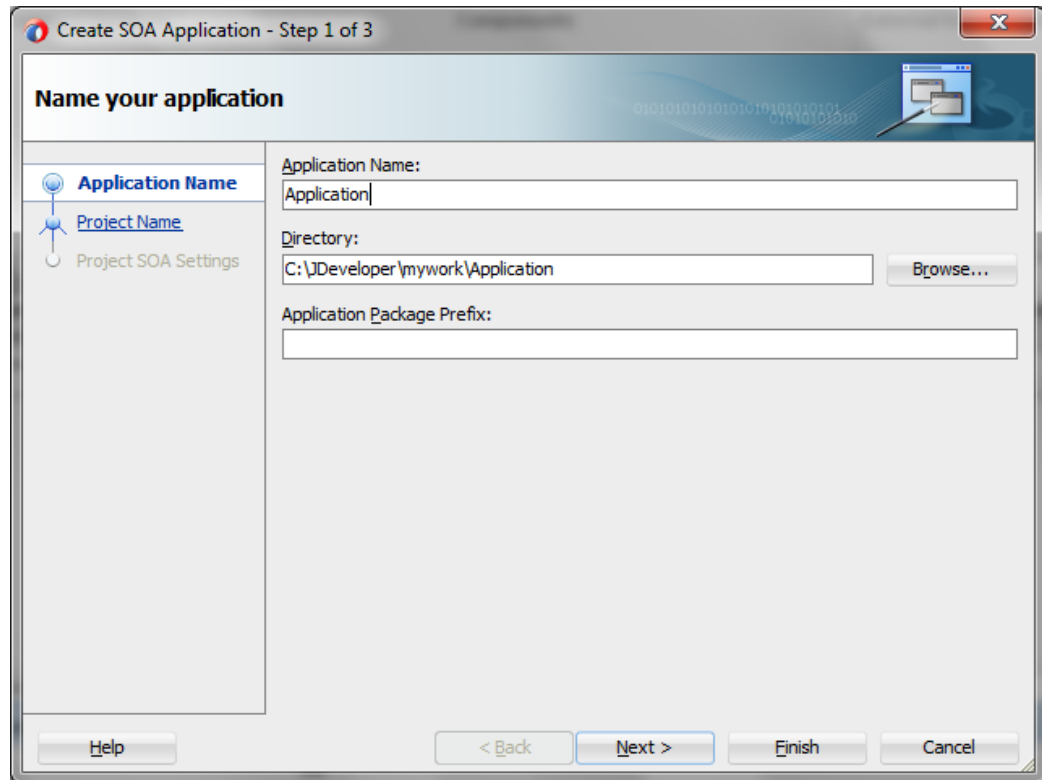 Create SOA Application - Step 1 of 3
Name your application
Application Name
Project Name
Project SOA Settings
Application Name:
Application
Directory:
C:\JDeveloper\mywork\Application
Browse...
Application Package Prefix:
Help
< Back
Next >
Finish
Cancel